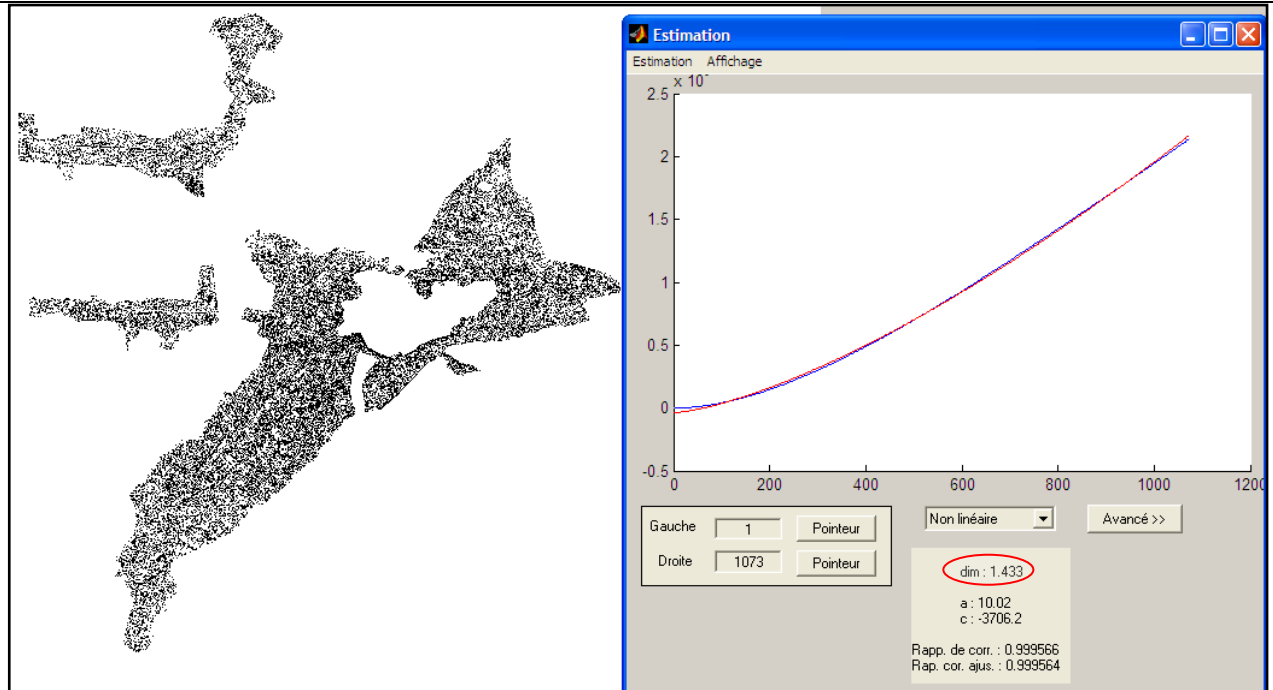 Estimation
Estimation Affichage
x 10
2.5
2
1.5
1
0.5
0
-0.5
0 200 400 600 800 1000 1200
Gauche 1 Pointeur
Droite 1073 Pointeur
Non linéaire
Avancé >>
dim : 1.433
a : 10.02
c : -3706.2
Rapp. de corr. : 0.999566
Rap. cor. ajus. : 0.999564